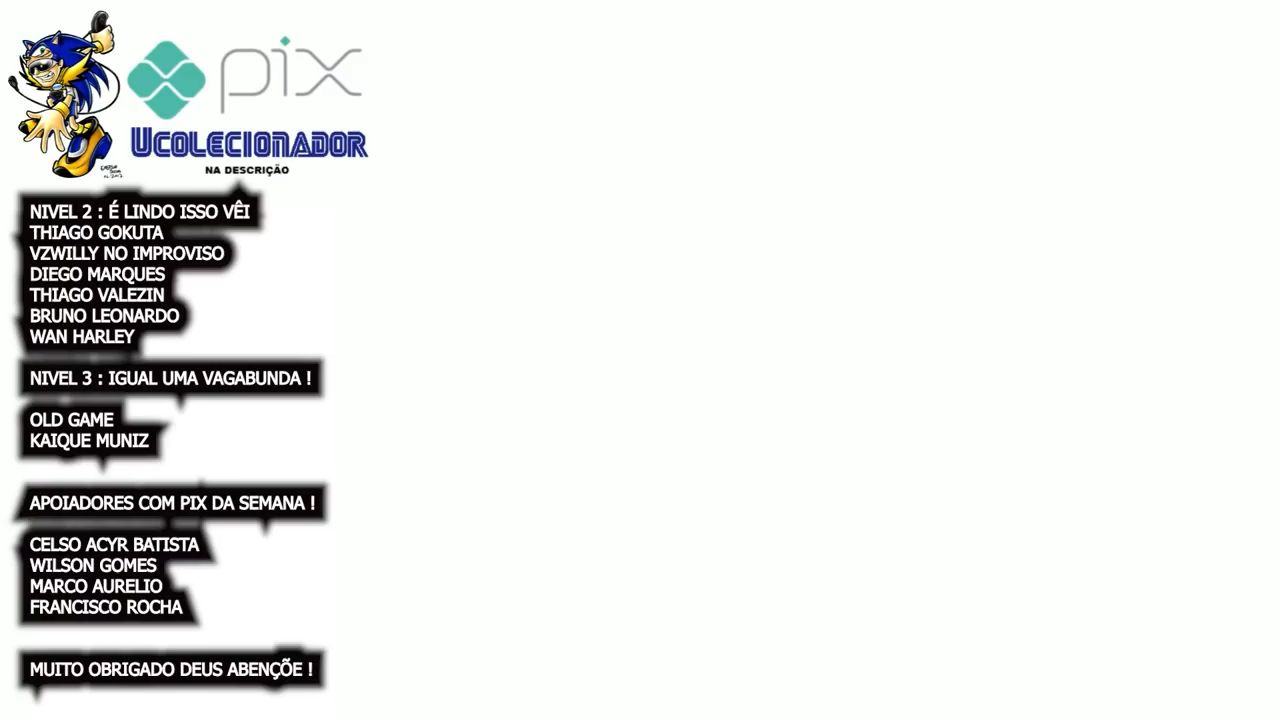 pix
UCOLECIONADOR
NA DESCRIÇÃO
NIVEL 2 : É LINDO ISSO VÊI
THIAGO GOKUTA
VZWILLY NO IMPROVISO
DIEGO MARQUES
THIAGO VALEZIN
BRUNO LEONARDO
WAN HARLEY
NIVEL 3 : IGUAL UMA VAGABUNDA !
OLD GAME
KAIQUE MUNIZ
APOIADORES COM PIX DA SEMANA !
CELSO ACYR BATISTA
WILSON GOMES
MARCO AURELIO
FRANCISCO ROCHA
MUITO OBRIGADO DEUS ABENÇÕE !